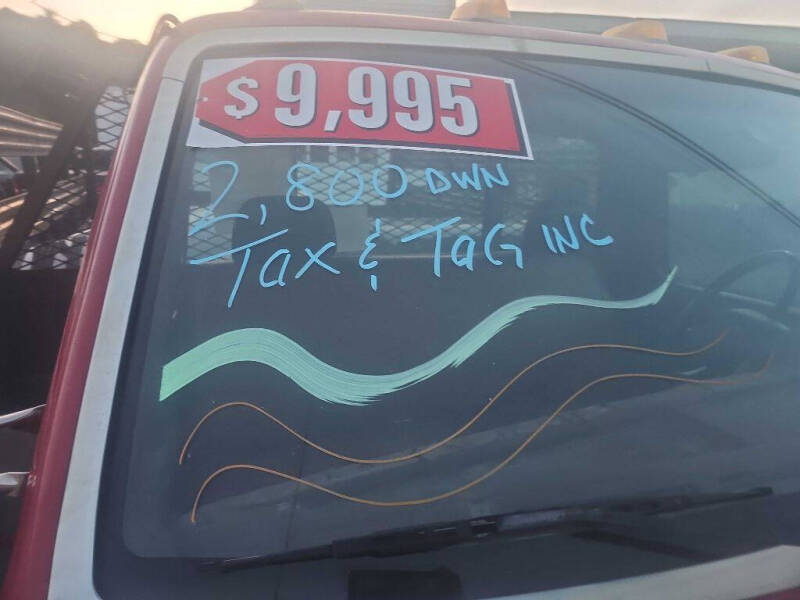 $9,995
2,800 DWN
Tax & TaG INC